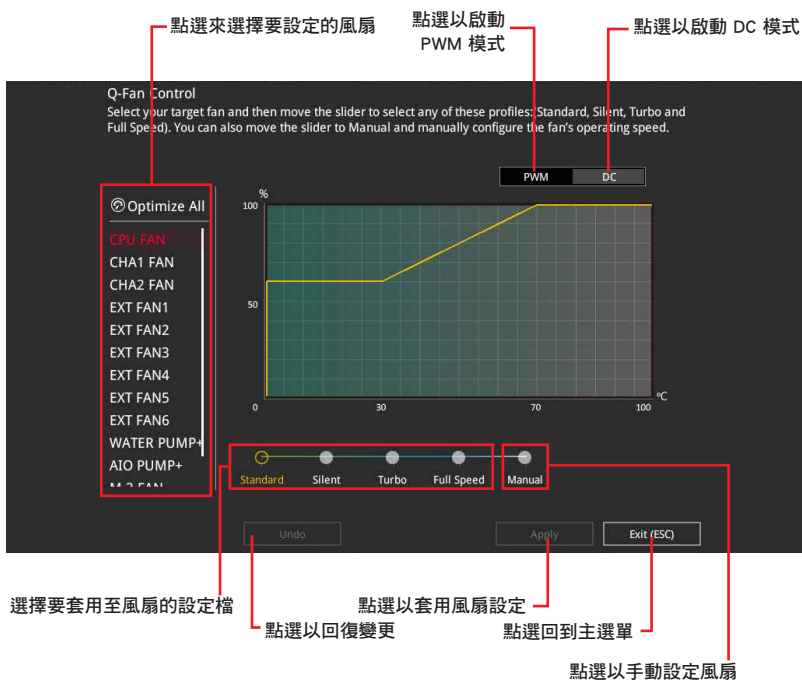 點選來選擇要設定的風扇
點選以啟動
PWM 模式
點選以啟動 DC 模式
Q-Fan Control
Select your target fan and then move the slider to select any of these profiles:(Standard, Silent, Turbo and
Full Speed). You can also move the slider to Manual and manually configure the fan's operating speed.
PWM
DC
Optimize All
CPU FAN
CHA1 FAN
CHA2 FAN
EXT FAN1
EXT FAN2
EXT FAN3
EXT FAN4
EXT FAN5
EXT FAN6
WATER PUMP+
AIO PUMP+
M.2 FAN
%
100
50
0
30
70
100
°C
Standard
Silent
Turbo
Full Speed
Manual
Undo
Apply
Exit (ESC)
選擇要套用至風扇的設定檔
點選以套用風扇設定
點選以回復變更
點選回到主選單
點選以手動設定風扇